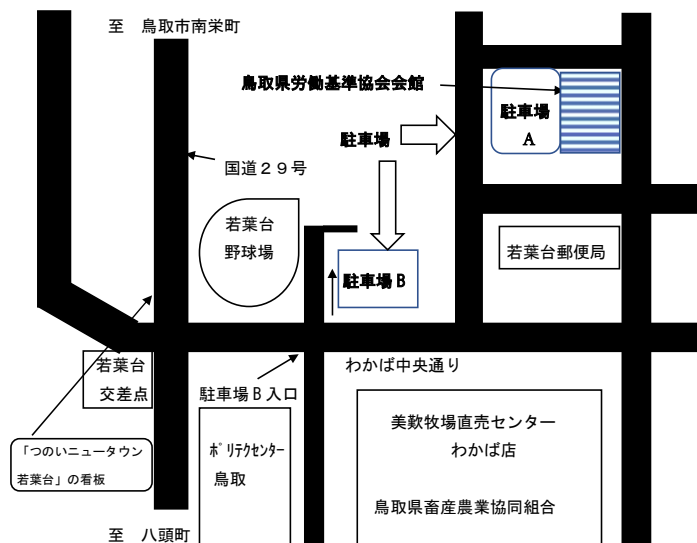 至　鳥取市南栄町
鳥取県労働基準協会会館
駐車場
A
駐車場
国道２９号
若葉台
野球場
若葉台郵便局
駐車場 B
若葉台
交差点
わかば中央通り
駐車場 B 入口
美歎牧場直売センター
わかば店
鳥取県畜産農業協同組合
ﾎﾟﾘﾃｸｾﾝﾀｰ
鳥取
「つのいニュータウン
若葉台」の看板
至　八頭町